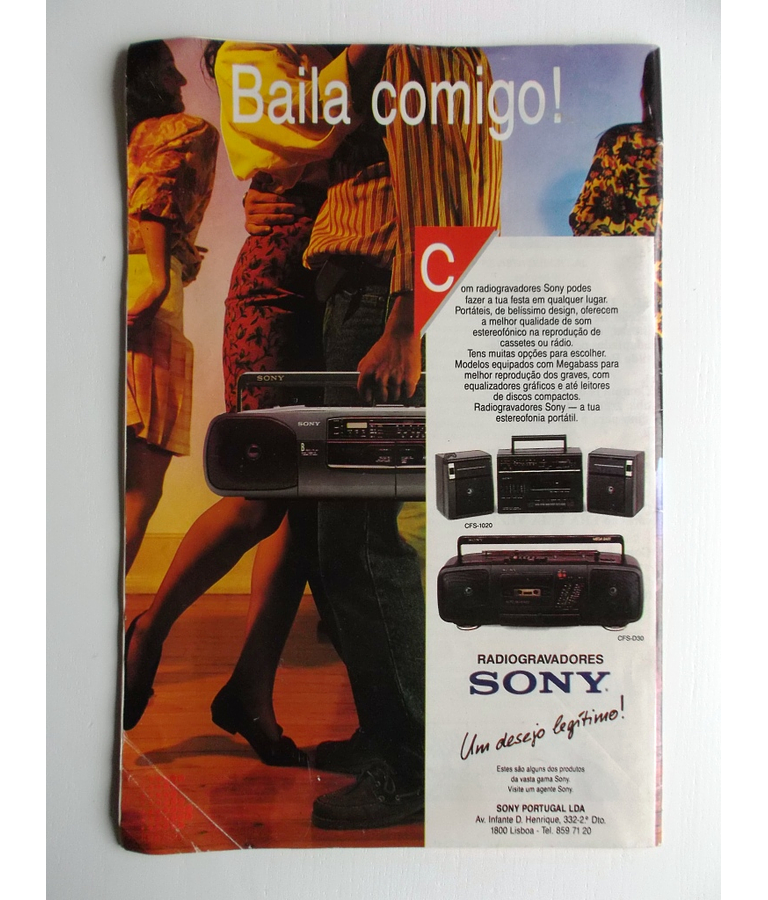 Baila comigo!
Com radiogravadores Sony podes
fazer a tua festa em qualquer lugar.
Portáteis, de belíssimo design, oferecem
a melhor qualidade de som
estereofónico na reprodução de
cassetes ou rádio.
Tens muitas opções para escolher.
Modelos equipados com Megabass para
melhor reprodução dos graves, com
equalizadores gráficos e até leitores
de discos compactos.
Radiogravadores Sony — a tua
estereofonia portátil.
SONY
SONY
CFS-1020
CFS-D30
RADIOGRAVADORES
SONY
Um desejo legítimo!
Estes são alguns dos produtos
da vasta gama Sony.
Visite um agente Sony.
SONY PORTUGAL LDA
Av. Infante D. Henrique, 332-2.º Dto.
1800 Lisboa - Tel. 859 71 20